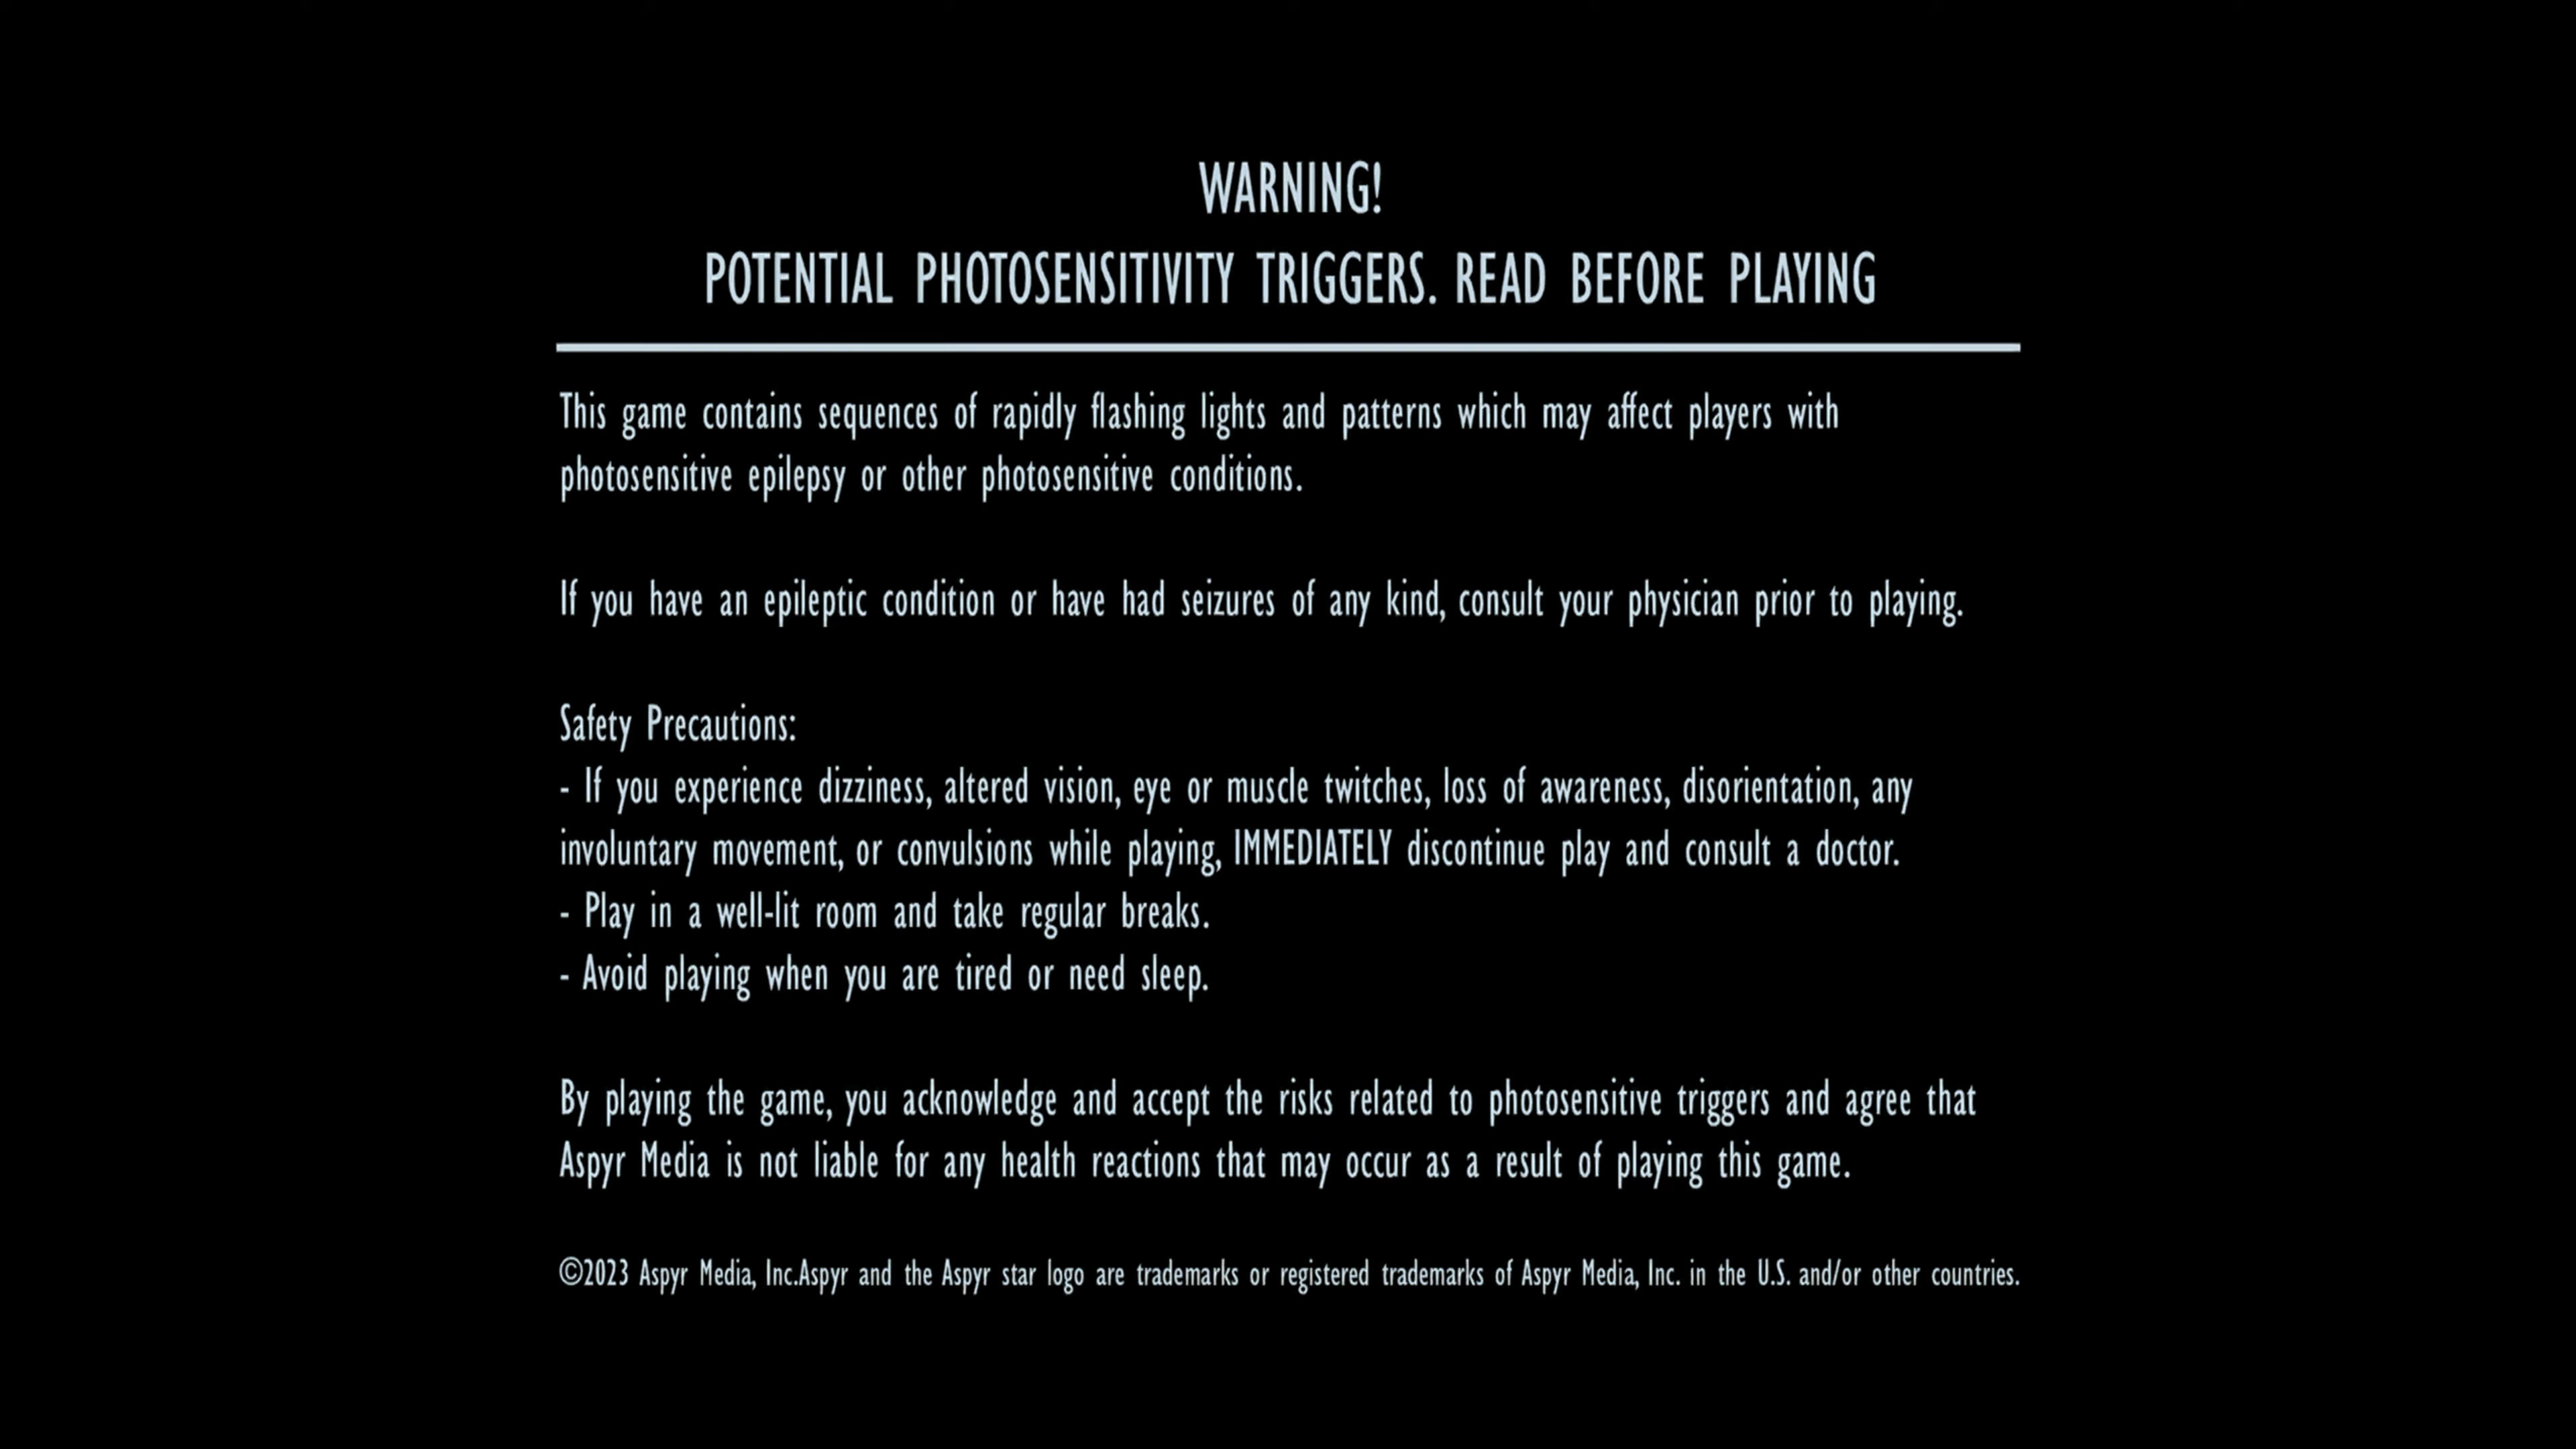 WARNING!
POTENTIAL PHOTOSENSITIVITY TRIGGERS. READ BEFORE PLAYING
This game contains sequences of rapidly flashing lights and patterns which may affect players with
photosensitive epilepsy or other photosensitive conditions.
If you have an epileptic condition or have had seizures of any kind, consult your physician prior to playing.
Safety Precautions:
- If you experience dizziness, altered vision, eye or muscle twitches, loss of awareness, disorientation, any
involuntary movement, or convulsions while playing, IMMEDIATELY discontinue play and consult a doctor.
- Play in a well-lit room and take regular breaks.
- Avoid playing when you are tired or need sleep.
By playing the game, you acknowledge and accept the risks related to photosensitive triggers and agree that
Aspyr Media is not liable for any health reactions that may occur as a result of playing this game.
©2023 Aspyr Media, Inc.Aspyr and the Aspyr star logo are trademarks or registered trademarks of Aspyr Media, Inc. in the U.S. and/or other countries.